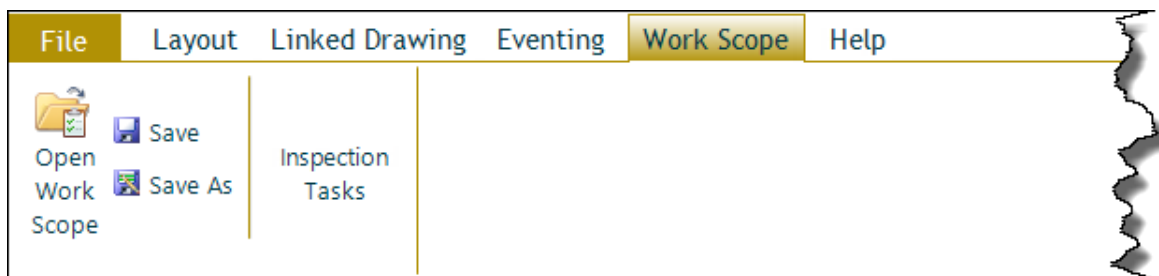 File Layout Linked Drawing Eventing Work Scope Help
Open
Work
Scope
Save
Save As
Inspection
Tasks